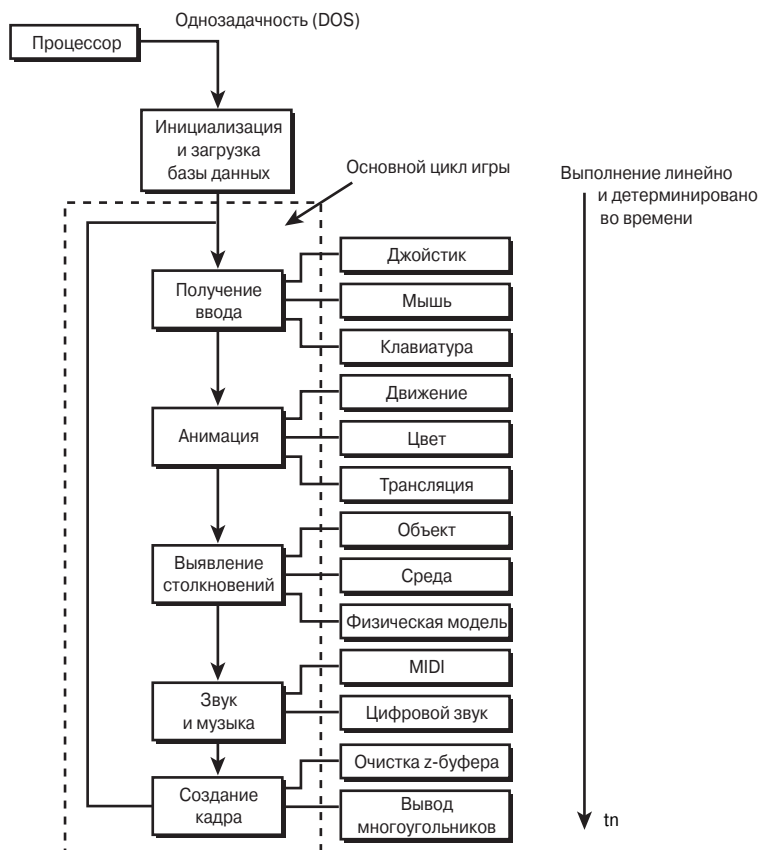 Однозадачность (DOS)
Процессор
Инициализация
и загрузка
базы данных
Основной цикл игры
Выполнение линейно
и детерминировано
во времени
Получение
ввода
Джойстик
Мышь
Клавиатура
Анимация
Движение
Цвет
Трансляция
Выявление
столкновений
Объект
Среда
Физическая модель
Звук
и музыка
MIDI
Цифровой звук
Создание
кадра
Очистка z-буфера
Вывод
многоугольников
tn